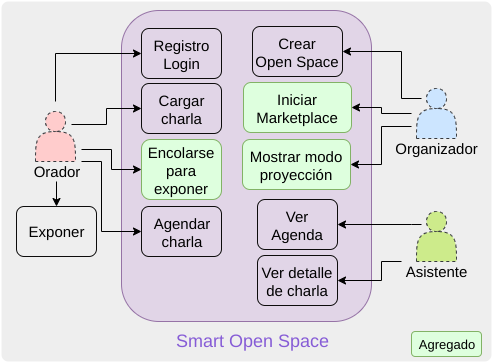 Registro
Login
Crear
Open Space
Cargar
charla
Iniciar
Marketplace
Orador
Organizador
Encolarse
para
exponer
Mostrar modo
proyección
Exponer
Agendar
charla
Ver
Agenda
Ver detalle
de charla
Asistente
Smart Open Space
Agregado